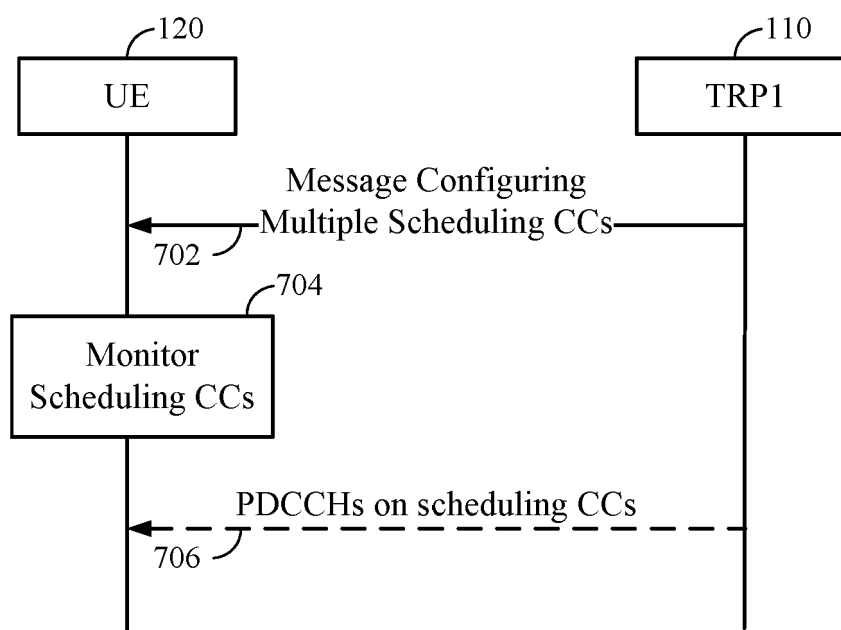 120
110
UE
TRP1
Message Configuring
Multiple Scheduling CCs
702
704
Monitor
Scheduling CCs
PDCCHs on scheduling CCs
706